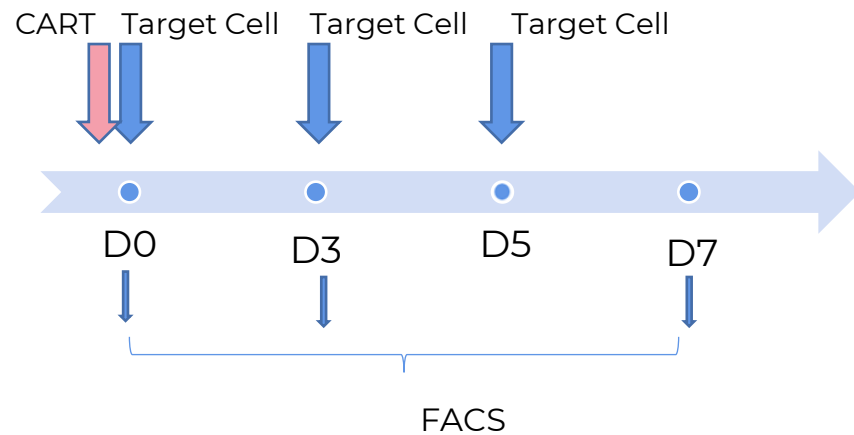 CART Target Cell Target Cell Target Cell
D0 D3 D5 D7
FACS